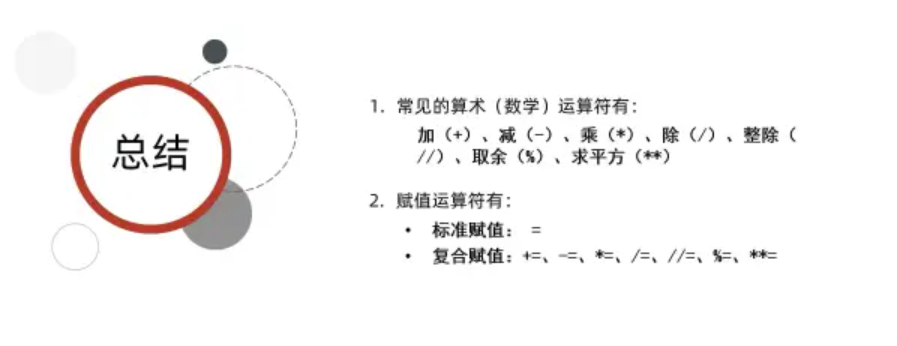 总结
1. 常见的算术（数学）运算符有：
加（+）、减（-）、乘（*）、除（/）、整除（
//）、取余（%）、求平方（**）
2. 赋值运算符有：
• 标准赋值： =
• 复合赋值：+=、-=、*=、/=、//=、%=、**=